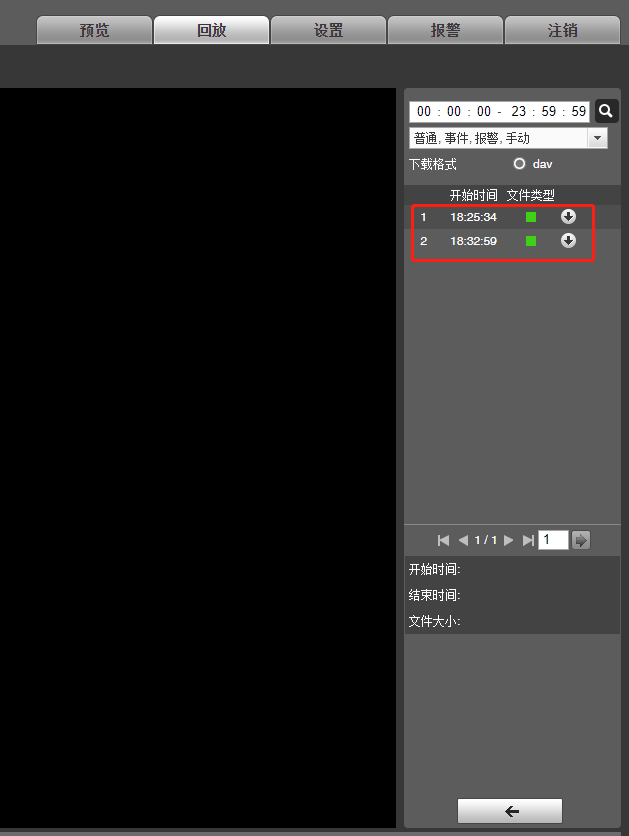 预览 回放 设置 报警 注销
00 : 00 : 00 - 23 : 59 : 59
普通, 事件, 报警, 手动
下载格式 dav
开始时间 文件类型
1 18:25:34
2 18:32:59
1 / 1 1
开始时间:
结束时间:
文件大小: